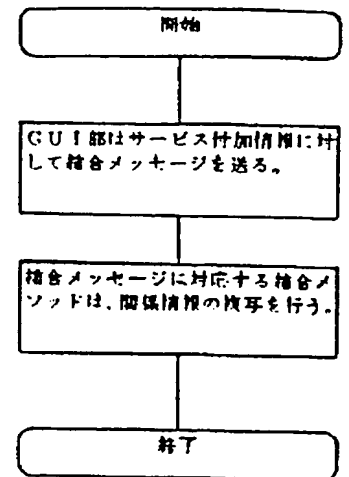 開始
GUI部はサービス付加情報に対
して結合メッセージを送る。
結合メッセージに対応する結合メ
ソッドは、関係情報の複写を行う。
終了